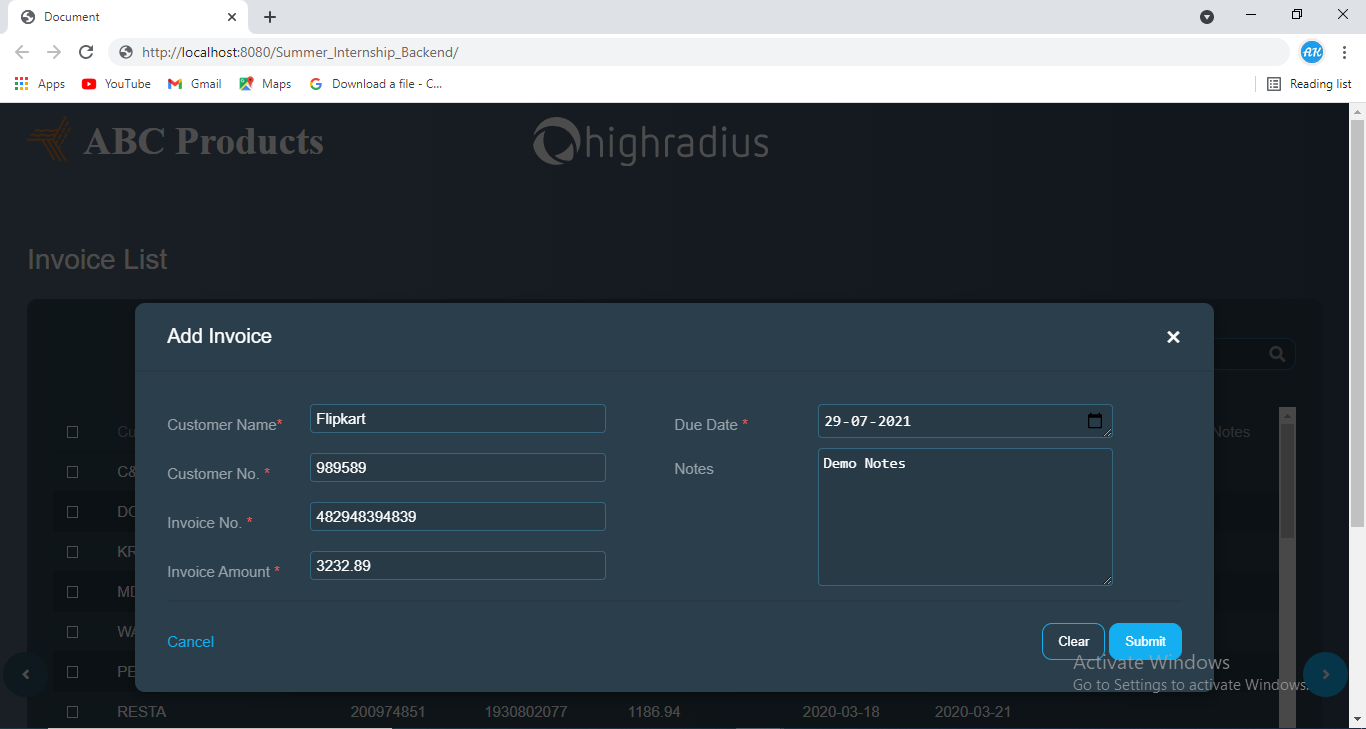 Document
http://localhost:8080/Summer_Internship_Backend/
AK
Apps YouTube Gmail Maps Download a file - C... Reading list
ABC Products highradius
Invoice List
Add Invoice
Customer Name* Flipkart Due Date * 29-07-2021
Customer No. * 989589 Notes Demo Notes
Invoice No. * 482948394839
Invoice Amount * 3232.89
Cancel Clear Submit
Cu Notes
C&
DC
KR
MD
WA
PE
RESTA 200974851 1930802077 1186.94 2020-03-18 2020-03-21
Activate Windows
Go to Settings to activate Windows.